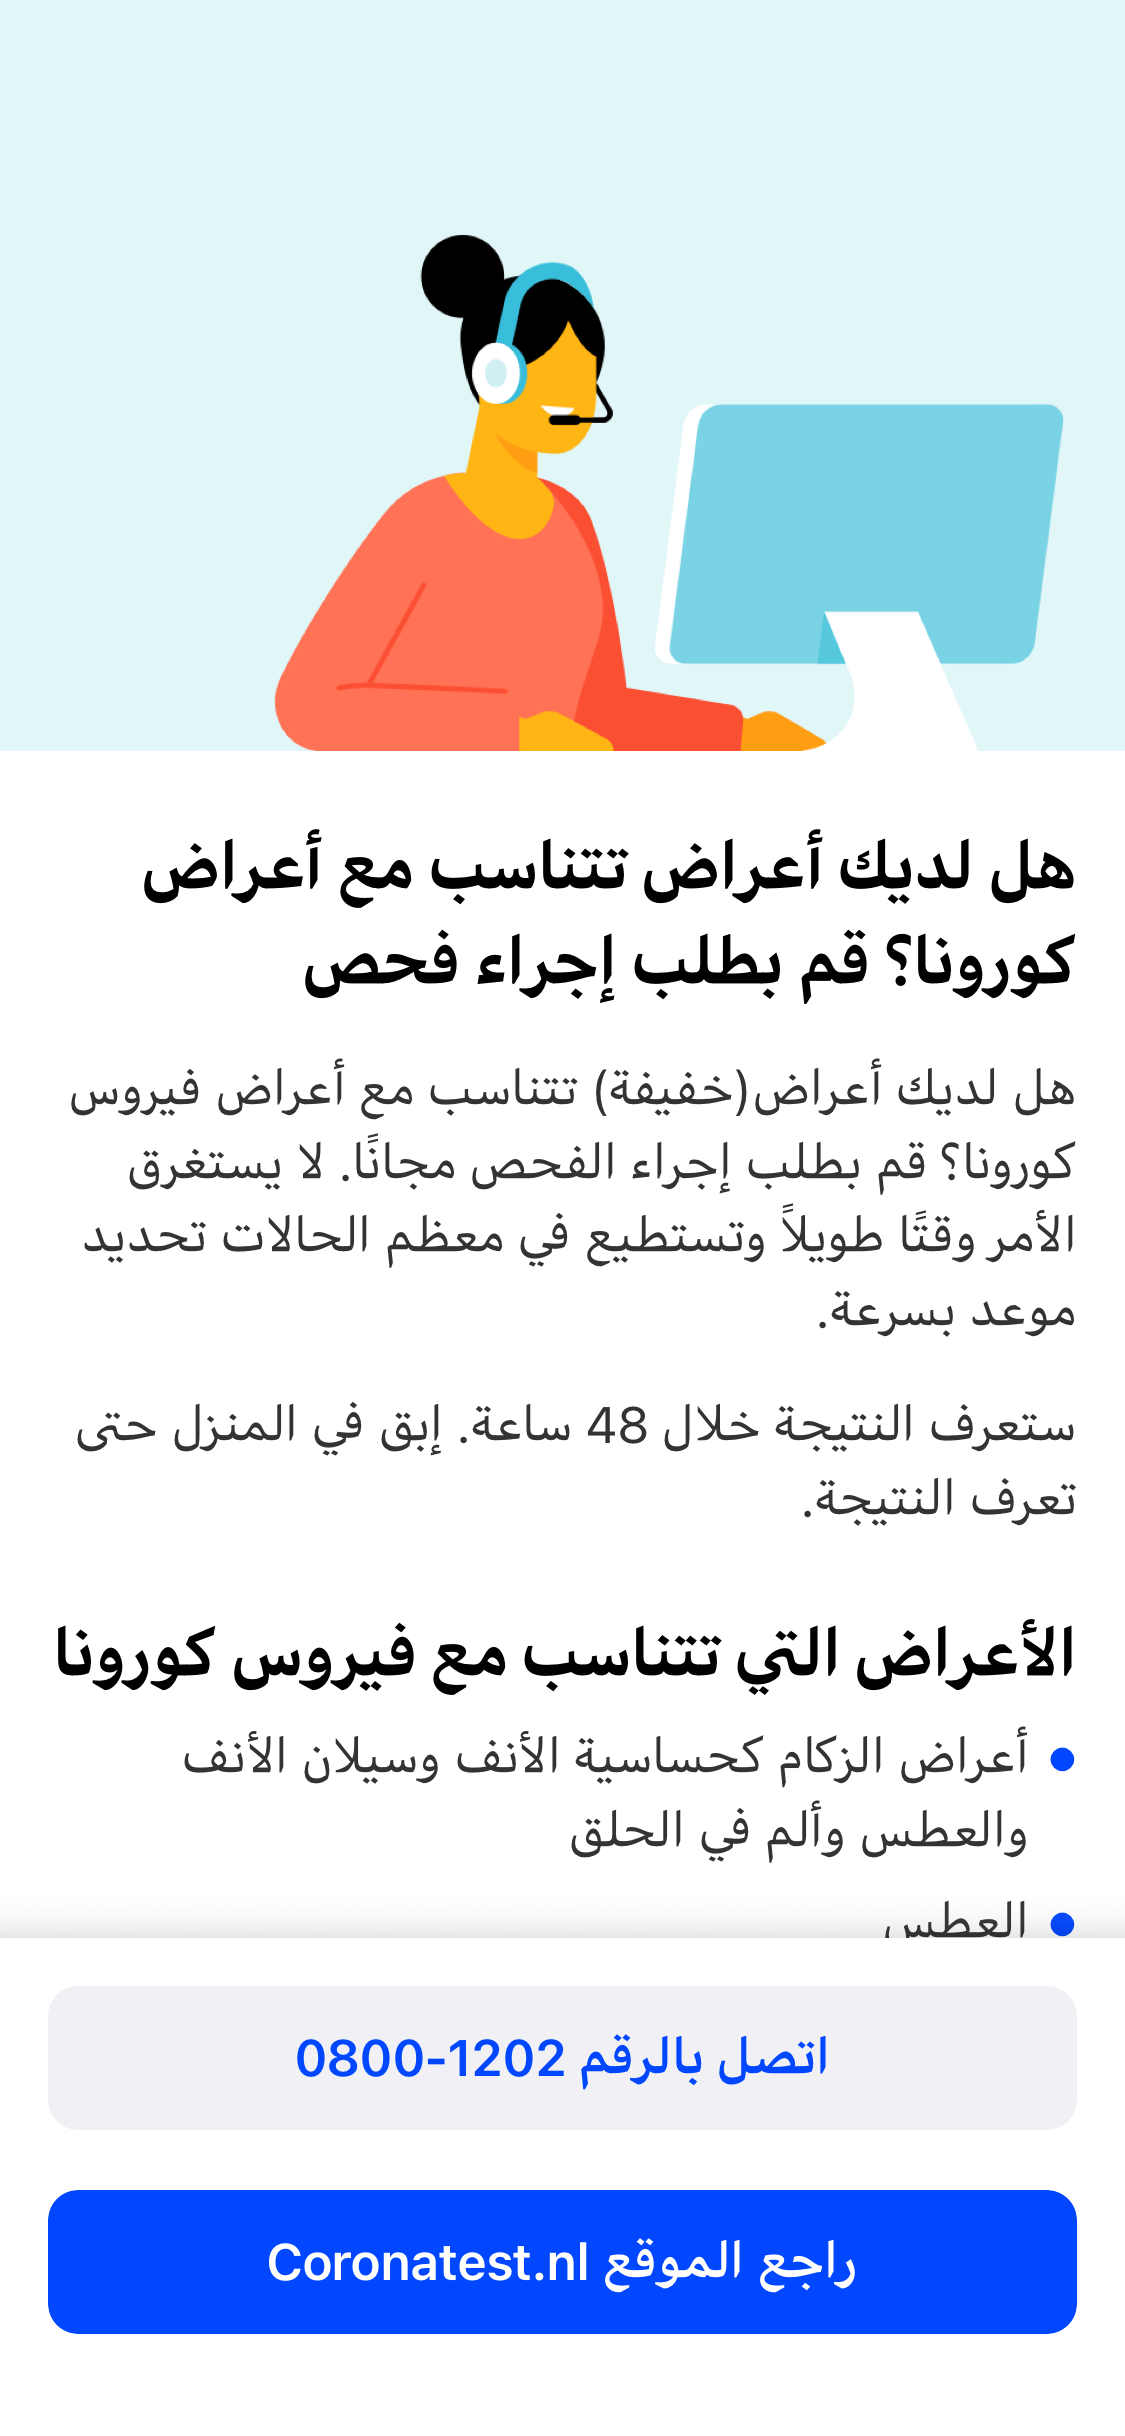 هل لديك أعراض تتناسب مع أعراض
كورونا؟ قم بطلب إجراء فحص
هل لديك أعراض(خفيفة) تتناسب مع أعراض فيروس
كورونا؟ قم بطلب إجراء الفحص مجانًا. لا يستغرق
الأمر وقتًا طويلاً وتستطيع في معظم الحالات تحديد
موعد بسرعة.
ستعرف النتيجة خلال 48 ساعة. إبق في المنزل حتى
تعرف النتيجة.
الأعراض التي تتناسب مع فيروس كورونا
• أعراض الزكام كحساسية الأنف وسيلان الأنف
والعطس وألم في الحلق
• العطس
اتصل بالرقم 1202-0800
راجع الموقع Coronatest.nl